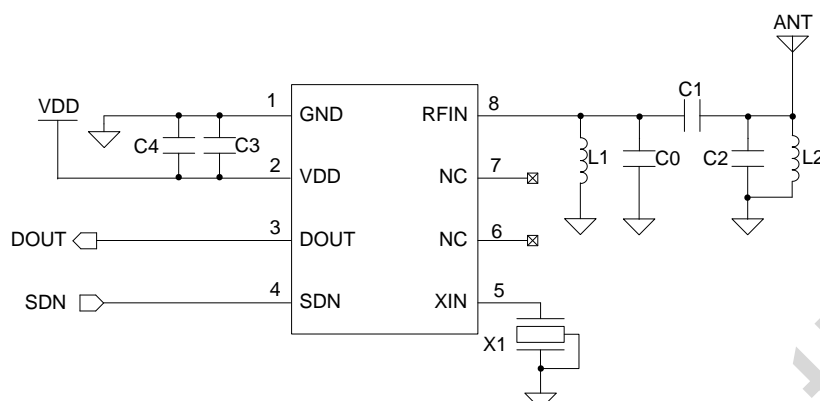 ANT
VDD
1
GND
RFIN
8
C1
C4
C3
L1
C0
C2
L2
2
VDD
NC
7
DOUT
3
DOUT
NC
6
SDN
4
SDN
XIN
5
X1